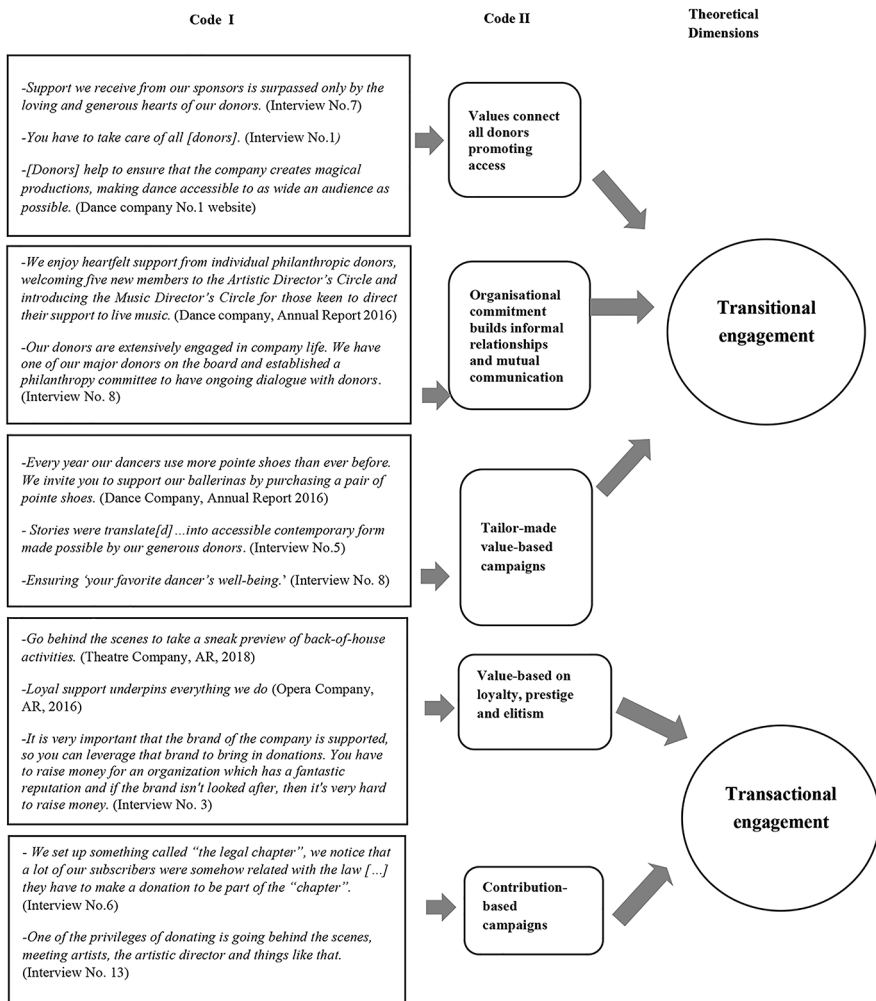 Code I
Code II
Theoretical
Dimensions
-Support we receive from our sponsors is surpassed only by the
loving and generous hearts of our donors. (Interview No.7)
-You have to take care of all [donors]. (Interview No.1)
-[Donors] help to ensure that the company creates magical
productions, making dance accessible to as wide an audience as
possible. (Dance company No.1 website)
Values connect
all donors
promoting
access
-We enjoy heartfelt support from individual philanthropic donors,
welcoming five new members to the Artistic Director's Circle and
introducing the Music Director's Circle for those keen to direct
their support to live music. (Dance company, Annual Report 2016)
-Our donors are extensively engaged in company life. We have
one of our major donors on the board and established a
philanthropy committee to have ongoing dialogue with donors.
(Interview No. 8)
Organisational
commitment
builds informal
relationships
and mutual
communication
Transitional
engagement
-Every year our dancers use more pointe shoes than ever before.
We invite you to support our ballerinas by purchasing a pair of
pointe shoes. (Dance Company, Annual Report 2016)
- Stories were translate[d]…into accessible contemporary form
made possible by our generous donors. (Interview No.5)
-Ensuring 'your favorite dancer's well-being.' (Interview No. 8)
Tailor-made
value-based
campaigns
-Go behind the scenes to take a sneak preview of back-of-house
activities. (Theatre Company, AR, 2018)
-Loyal support underpins everything we do (Opera Company,
AR, 2016)
-It is very important that the brand of the company is supported,
so you can leverage that brand to bring in donations. You have
to raise money for an organization which has a fantastic
reputation and if the brand isn't looked after, then it's very hard
to raise money. (Interview No. 3)
Value-based on
loyalty, prestige
and elitism
Transactional
engagement
- We set up something called "the legal chapter", we notice that
a lot of our subscribers were somehow related with the law […]
they have to make a donation to be part of the "chapter".
(Interview No.6)
-One of the privileges of donating is going behind the scenes,
meeting artists, the artistic director and things like that.
(Interview No. 13)
Contribution-
based
campaigns